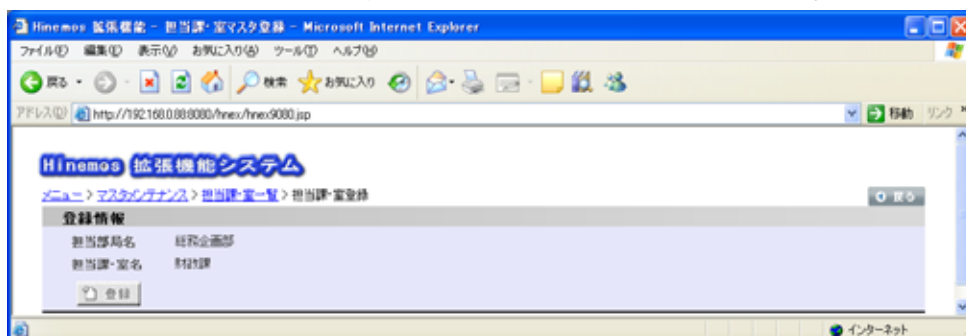 Hinemos 拡張機能 - 担当課・室マスタ登録 - Microsoft Internet Explorer
ファイル(F) 編集(E) 表示(V) お気に入り(A) ツール(T) ヘルプ(H)
戻る 検索 お気に入り
アドレス(D) http://192.168.0.88:8080/hnex/hnex9080.jsp 移動 リンク »
Hinemos 拡張機能システム
メニュー > マスタメンテナンス > 担当課・室一覧 > 担当課・室登録 戻る
登録情報
担当部局名 総務企画部
担当課・室名 財政課
登録
インターネット